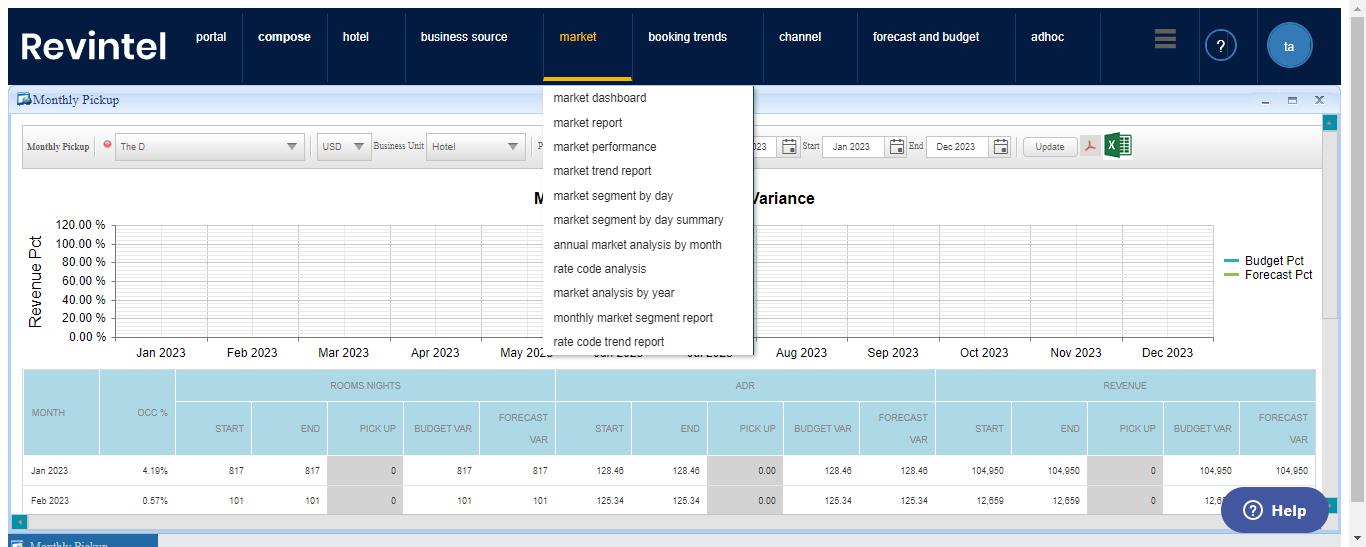 Revintel
portal compose hotel business source market booking trends channel forecast and budget adhoc ? ta
Monthly Pickup
market dashboard
market report
market performance
market trend report
market segment by day
market segment by day summary
annual market analysis by month
rate code analysis
market analysis by year
monthly market segment report
rate code trend report
Monthly Pickup The D USD Business Unit Hotel Start Jan 2023 End Dec 2023 Update
Variance
Revenue Pct
120.00 %
100.00 %
80.00 %
60.00 %
40.00 %
20.00 %
0.00 %
Jan 2023 Feb 2023 Mar 2023 Apr 2023 May Aug 2023 Sep 2023 Oct 2023 Nov 2023 Dec 2023
Budget Pct
Forecast Pct
MONTH OCC % ROOMS NIGHTS ADR REVENUE
START END PICK UP BUDGET VAR FORECAST VAR START END PICK UP BUDGET VAR FORECAST VAR START END PICK UP BUDGET VAR FORECAST VAR
Jan 2023 4.19% 817 817 0 817 817 128.46 128.46 0.00 128.46 128.46 104,950 104,950 0 104,950 104,950
Feb 2023 0.57% 101 101 0 101 101 125.34 125.34 0.00 125.34 125.34 12,659 12,659 0
? Help
Monthly Pickup